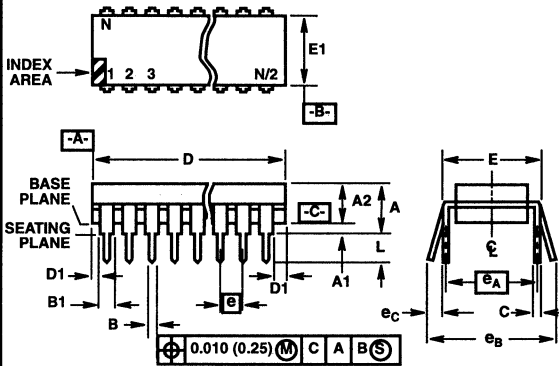 N
E1
INDEX
AREA
1 2 3 N/2
-B-
-A-
D
E
BASE
PLANE
A2 A
-C-
SEATING
PLANE
L
D1
A1
D1
B1
e
eA
B
eC
C
eB
0.010 (0.25) M C A B S